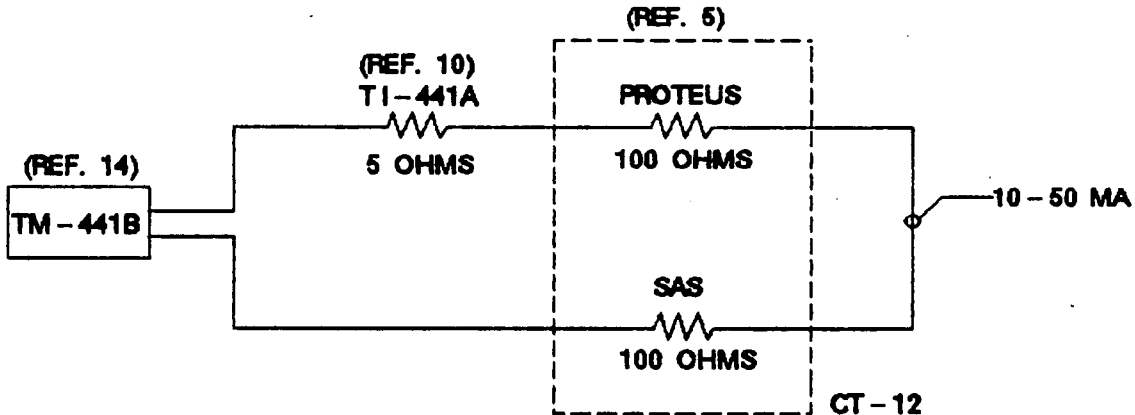 (REF. 5)
(REF. 10)
TI-441A
PROTEUS
5 OHMS
100 OHMS
(REF. 14)
TM-441B
10-50 MA
SAS
100 OHMS
CT-12